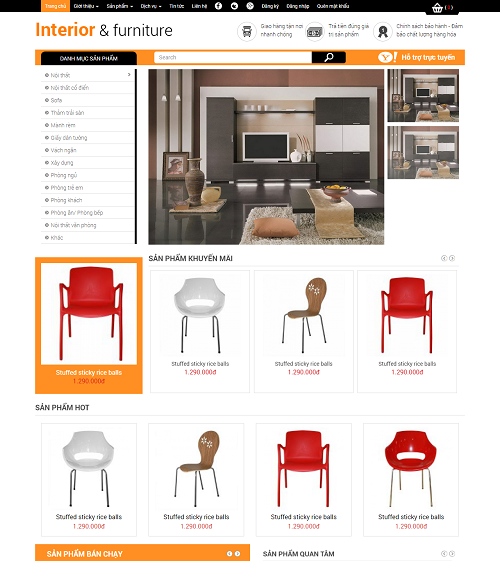 Trang chủ Giới thiệu Sản phẩm Dịch vụ Tin tức Liên hệ Đăng ký Đăng nhập Quên mật khẩu
Interior & furniture
Giao hàng tận nơi
nhanh chóng
Trả tiền đúng giá
trị sản phẩm
Chính sách bảo hành - Đảm
bảo chất lượng hàng hóa
DANH MỤC SẢN PHẨM
Search
Hỗ trợ trực tuyến
Nội thất
Nội thất cổ điển
Sofa
Thảm trải sàn
Mành rèm
Giấy dán tường
Vách ngăn
Xây dựng
Phòng ngủ
Phòng trẻ em
Phòng khách
Phòng ăn/ Phòng bếp
Nội thất văn phòng
Khác
SẢN PHẨM KHUYẾN MÃI
Stuffed sticky rice balls
1.290.000đ
Stuffed sticky rice balls
1.290.000đ
Stuffed sticky rice balls
1.290.000đ
Stuffed sticky rice balls
1.290.000đ
SẢN PHẨM HOT
Stuffed sticky rice balls
1.290.000đ
Stuffed sticky rice balls
1.290.000đ
Stuffed sticky rice balls
1.290.000đ
Stuffed sticky rice balls
1.290.000đ
SẢN PHẨM BÁN CHẠY
SẢN PHẨM QUAN TÂM